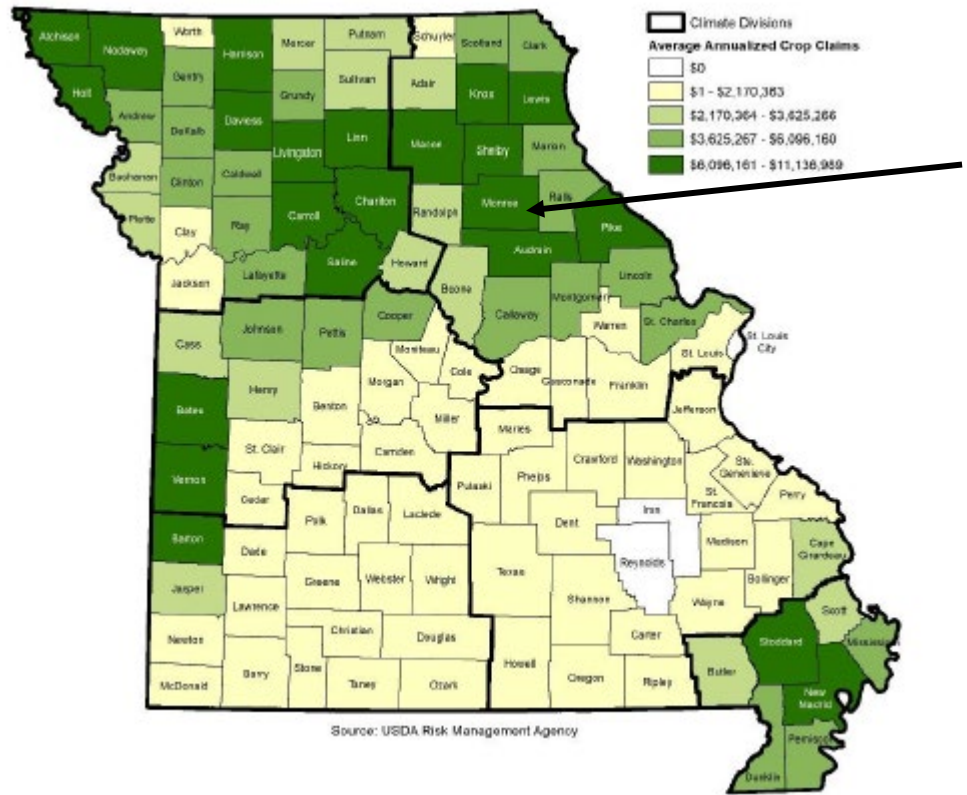 Climate Divisions
Average Annualized Crop Claims
$0
$1 - $2,170,363
$2,170,364 - $3,625,266
$3,625,267 - $6,096,160
$6,096,161 - $11,136,989
Atchison
Nodaway
Worth
Harrison
Mercer
Putnam
Schuyler
Scotland
Clark
Holt
Gentry
Sullivan
Adair
Knox
Lewis
Andrew
DeKalb
Daviess
Grundy
Linn
Macon
Shelby
Marion
Buchanan
Clinton
Caldwell
Livingston
Chariton
Randolph
Monroe
Ralls
Pike
Platte
Clay
Ray
Carroll
Saline
Howard
Audrain
Jackson
Lafayette
Boone
Callaway
Montgomery
Lincoln
Warren
St. Charles
St. Louis
St. Louis
City
Cass
Johnson
Pettis
Cooper
Moniteau
Cole
Osage
Gasconade
Franklin
Jefferson
Bates
Henry
Benton
Morgan
Miller
Maries
St. Clair
Hickory
Camden
Pulaski
Phelps
Crawford
Washington
Ste.
Genevieve
St.
Francois
Perry
Vernon
Cedar
Polk
Dallas
Laclede
Dent
Iron
Madison
Cape
Girardeau
Barton
Dade
Greene
Webster
Wright
Texas
Reynolds
Bollinger
Jasper
Lawrence
Christian
Douglas
Shannon
Wayne
Scott
Newton
Carter
Stoddard
Mississippi
McDonald
Barry
Stone
Taney
Ozark
Howell
Oregon
Ripley
Butler
New
Madrid
Pemiscot
Dunklin
Source: USDA Risk Management Agency